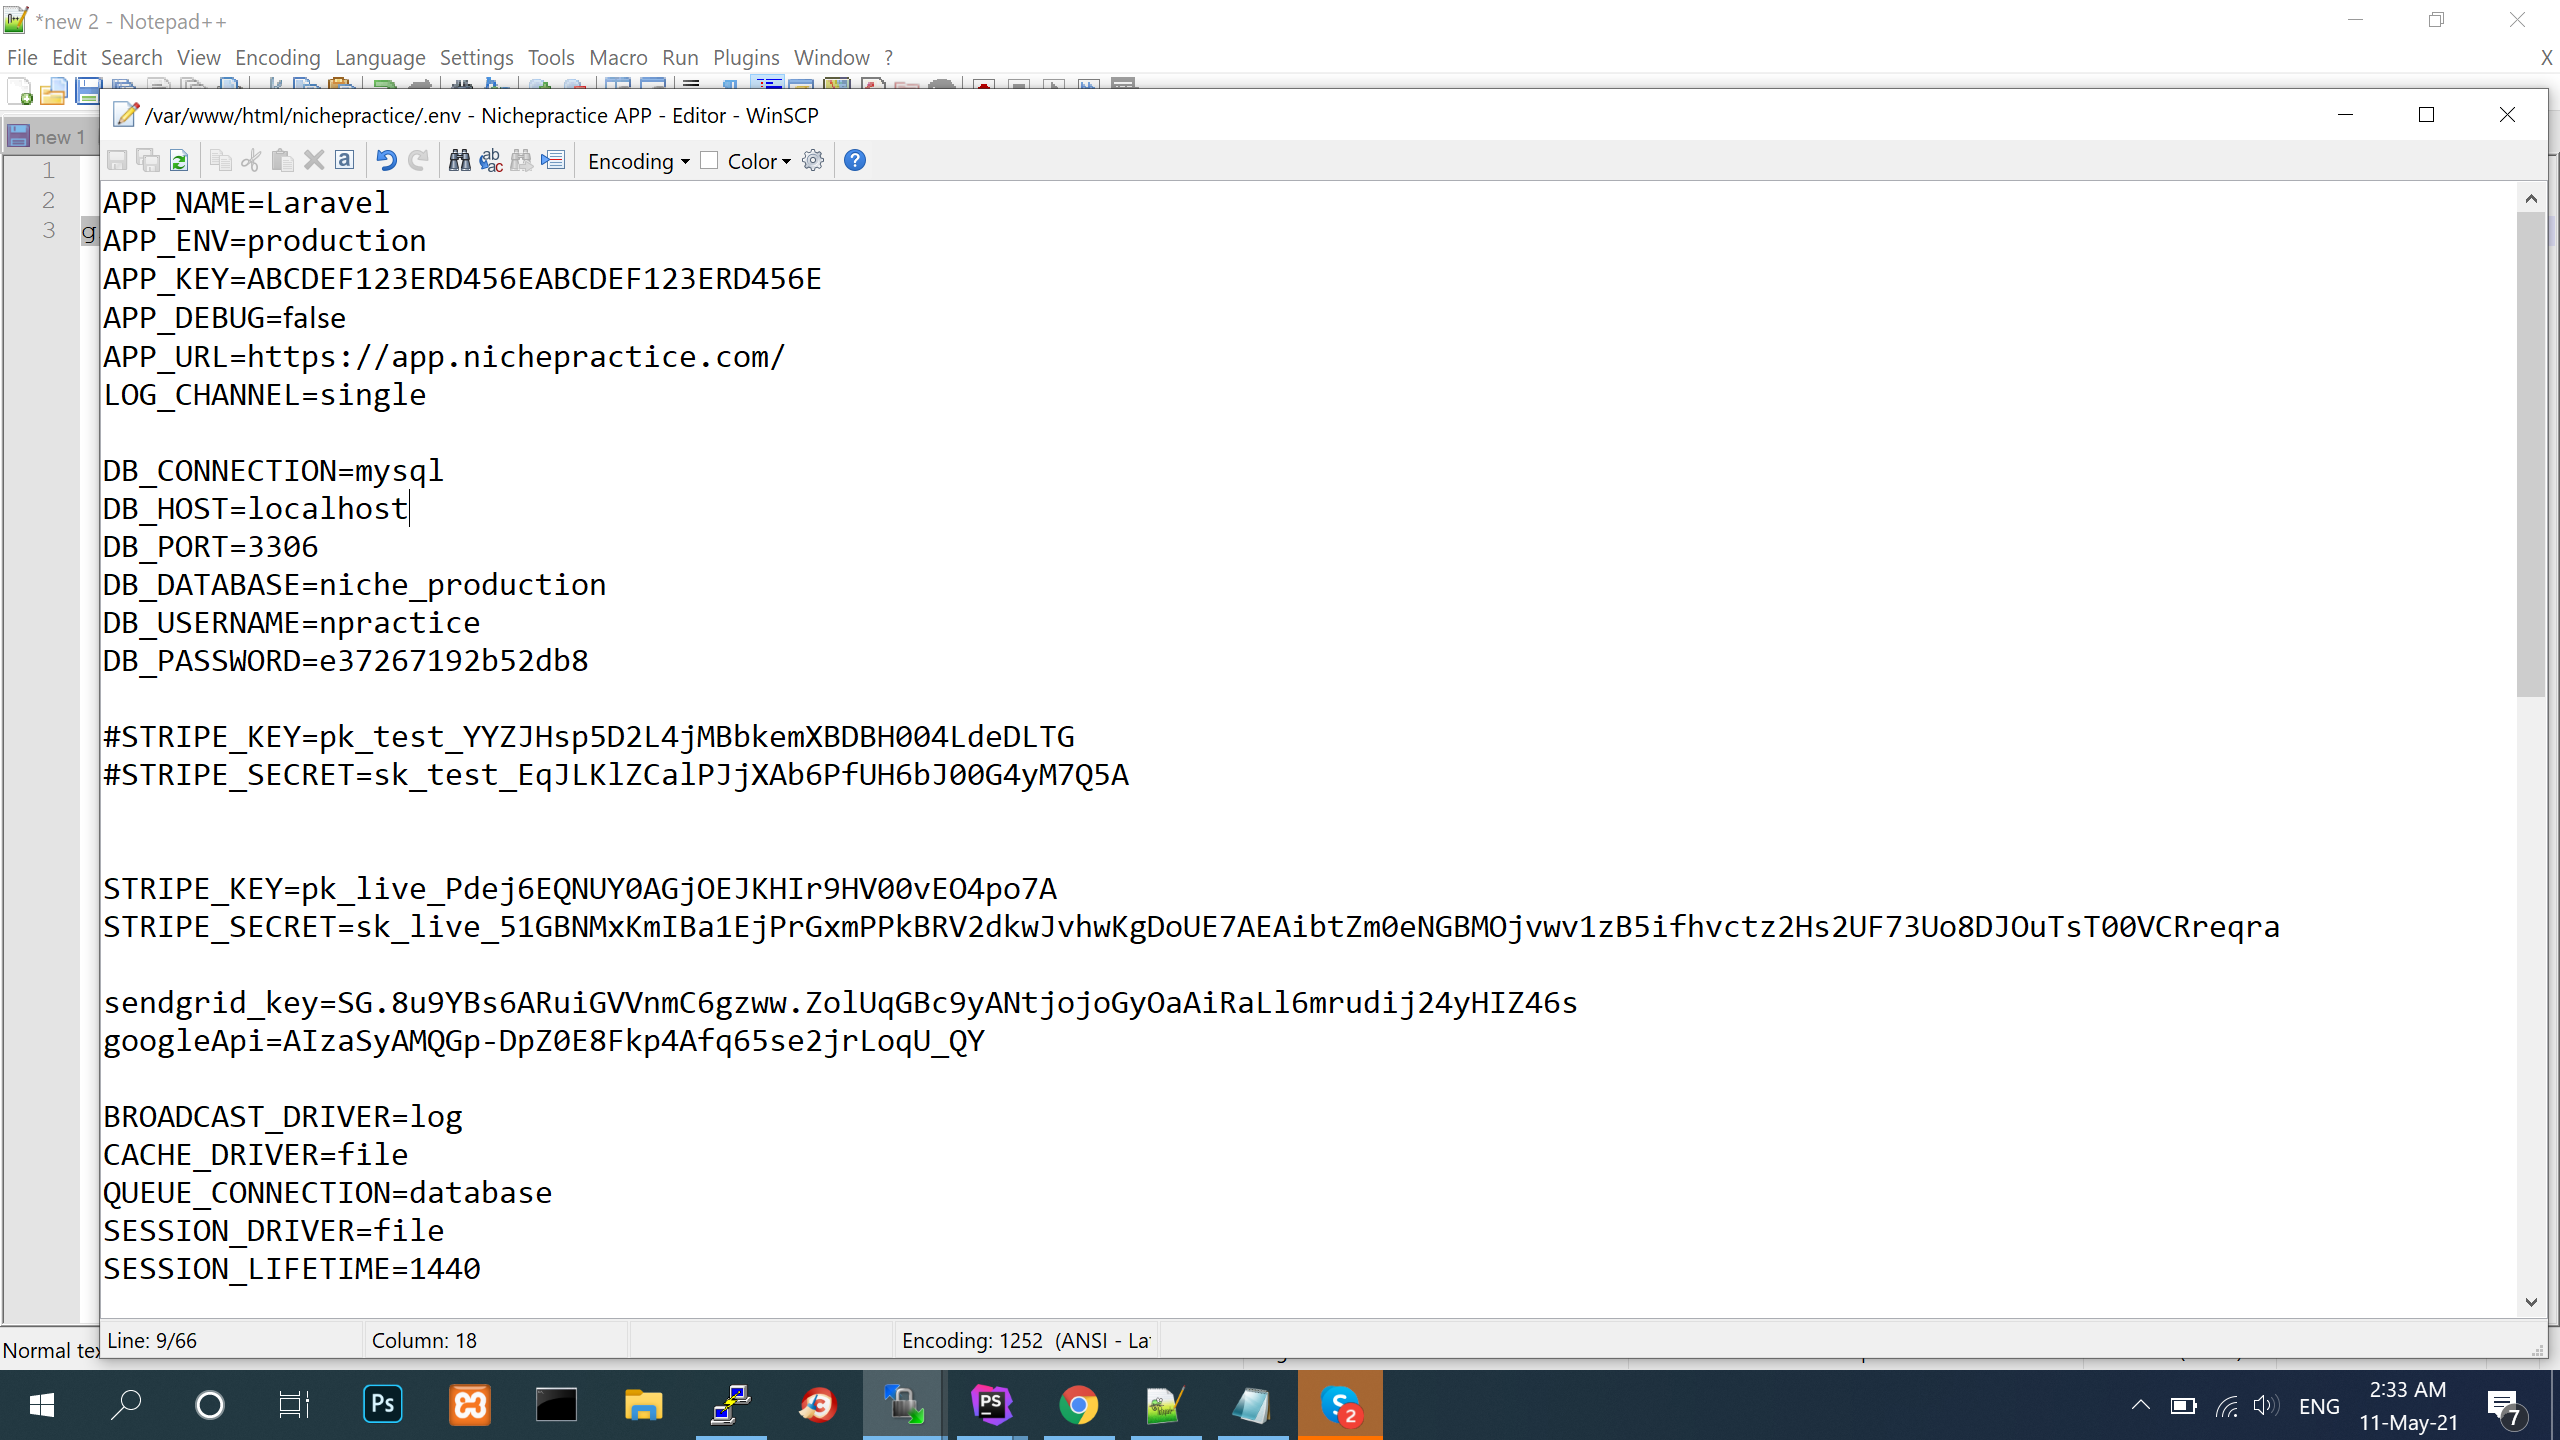 *new 2 - Notepad++
File Edit Search View Encoding Language Settings Tools Macro Run Plugins Window ? X
/var/www/html/nichepractice/.env - Nichepractice APP - Editor - WinSCP
new 1
Encoding Color
1
2
3 g
APP_NAME=Laravel
APP_ENV=production
APP_KEY=ABCDEF123ERD456EABCDEF123ERD456E
APP_DEBUG=false
APP_URL=https://app.nichepractice.com/
LOG_CHANNEL=single
DB_CONNECTION=mysql
DB_HOST=localhost
DB_PORT=3306
DB_DATABASE=niche_production
DB_USERNAME=npractice
DB_PASSWORD=e37267192b52db8
#STRIPE_KEY=pk_test_YYZJHsp5D2L4jMBbkemXBDBH004LdeDLTG
#STRIPE_SECRET=sk_test_EqJLKlZCalPJjXAb6PfUH6bJ00G4yM7Q5A
STRIPE_KEY=pk_live_Pdej6EQNUY0AGjOEJKHIr9HV00vEO4po7A
STRIPE_SECRET=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
sendgrid_key=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
googleApi=AIzaSyAMQGp-DpZ0E8Fkp4Afq65se2jrLoqU_QY
BROADCAST_DRIVER=log
CACHE_DRIVER=file
QUEUE_CONNECTION=database
SESSION_DRIVER=file
SESSION_LIFETIME=1440
Line: 9/66 Column: 18 Encoding: 1252 (ANSI - La
Normal te
Ps PS 2 ENG 2:33 AM
11-May-21 7